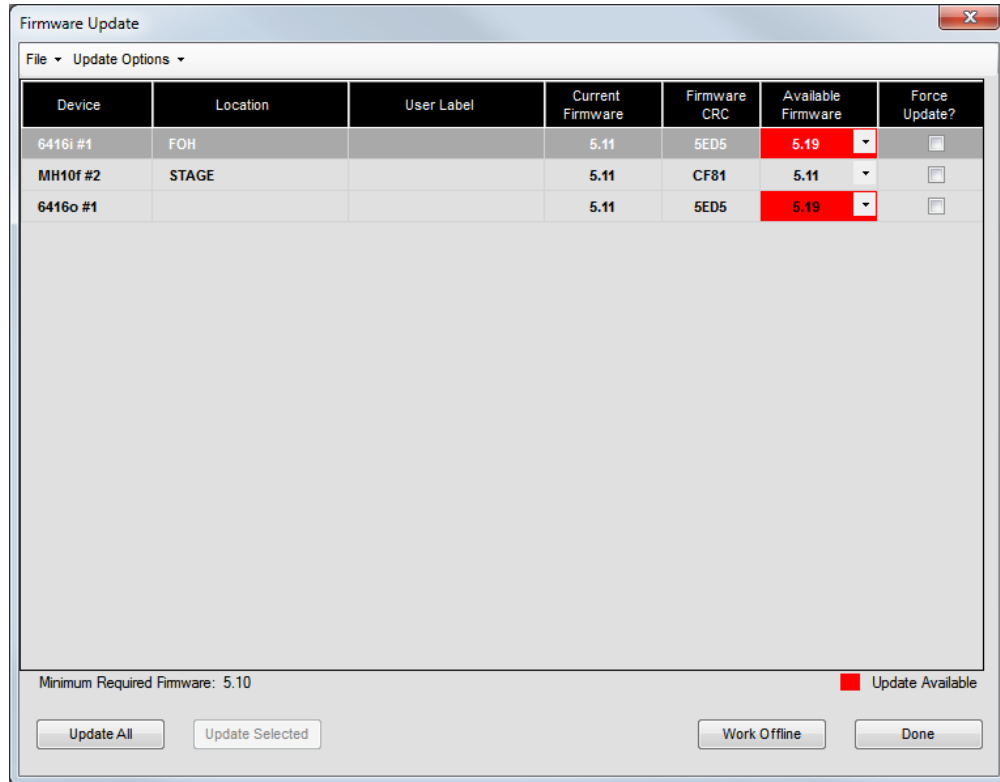 Firmware Update
File Update Options
Device Location User Label Current Firmware Firmware CRC Available Firmware Force Update?
6416i #1 FOH 5.11 5ED5 5.19
MH10f #2 STAGE 5.11 CF81 5.11
6416o #1 5.11 5ED5 5.19
Minimum Required Firmware: 5.10 Update Available
Update All Update Selected Work Offline Done